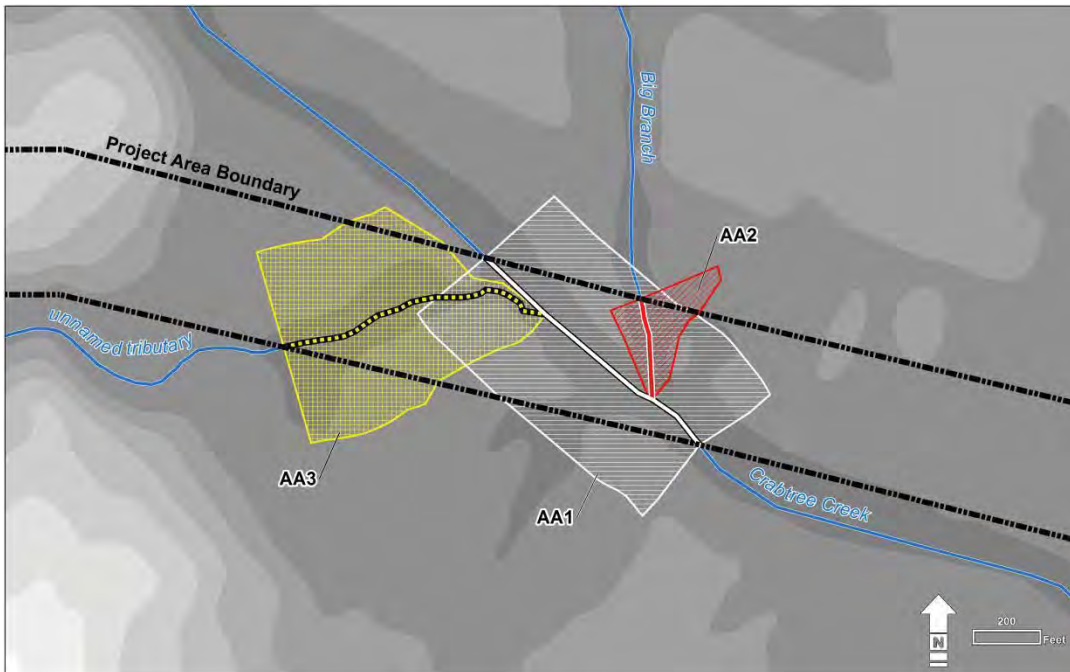 Big Branch
Project Area Boundary
AA2
unnamed tributary
AA3
AA1
Crabtree Creek
N
200
Feet